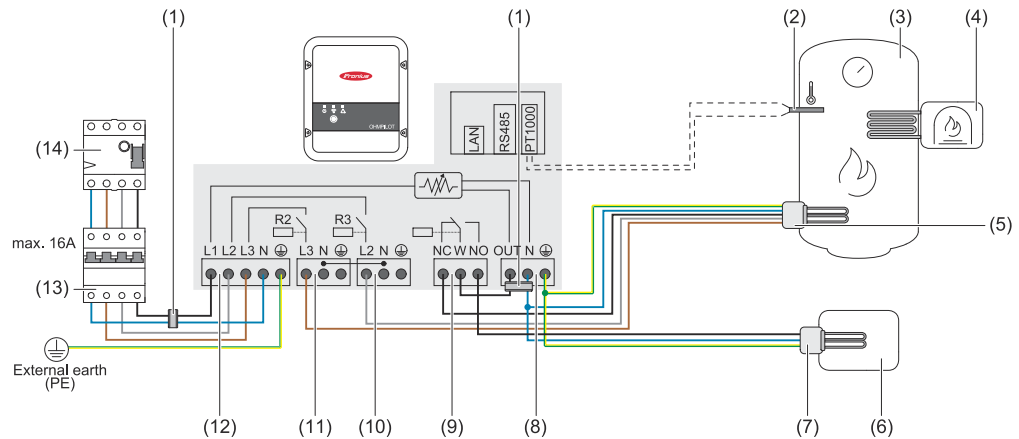 (1)
(1)
(2)
(3)
(4)
Fronius
OHMPILOT
LAN
RS485
PT1000
(14)
R2
R3
(5)
max. 16A
L1 L2 L3 N
L3 N
L2 N
NC W NO
OUT N
(13)
(1)
External earth
(PE)
(12)
(11)
(10)
(9)
(8)
(7)
(6)